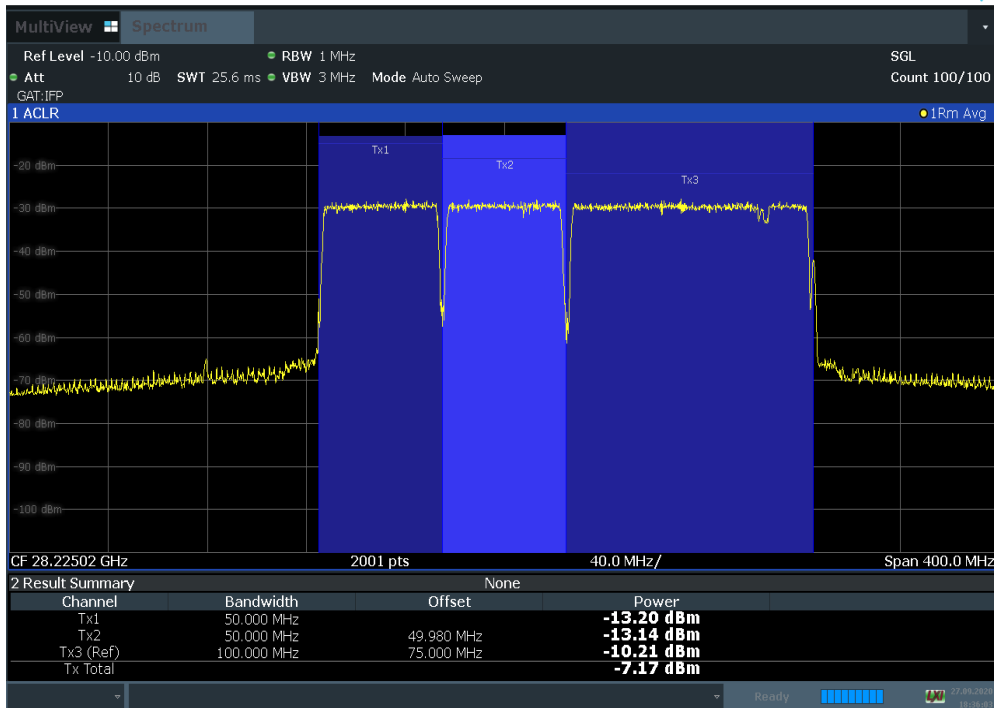 MultiView Spectrum
Ref Level -10.00 dBm RBW 1 MHz SGL
Att 10 dB SWT 25.6 ms VBW 3 MHz Mode Auto Sweep Count 100/100
GAT:IFP
1 ACLR 1Rm Avg
Tx1
Tx2
Tx3
-20 dBm
-30 dBm
-40 dBm
-50 dBm
-60 dBm
-70 dBm
-80 dBm
-90 dBm
-100 dBm
CF 28.22502 GHz 2001 pts 40.0 MHz/ Span 400.0 MHz
2 Result Summary None
Channel Bandwidth Offset Power
Tx1 50.000 MHz -13.20 dBm
Tx2 50.000 MHz 49.980 MHz -13.14 dBm
Tx3 (Ref) 100.000 MHz 75.000 MHz -10.21 dBm
Tx Total -7.17 dBm
Ready LXI 27.09.2020